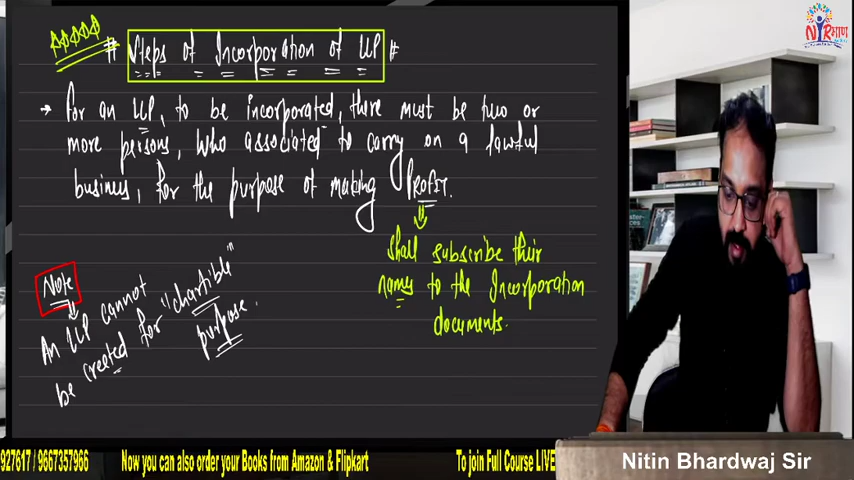 # Steps of Incorporation of LLP #
→ For an LLP, to be incorporated, there must be two or
more persons, who associated to carry on a lawful
business, for the purpose of making Profit.
shall subscribe their
names to the Incorporation
documents.
Note
An LLP cannot
be created for "chartible"
purpose.
927617 / 9667357966 Now you can also order your Books from Amazon & Flipkart To join Full Course LIVE
Nitin Bhardwaj Sir